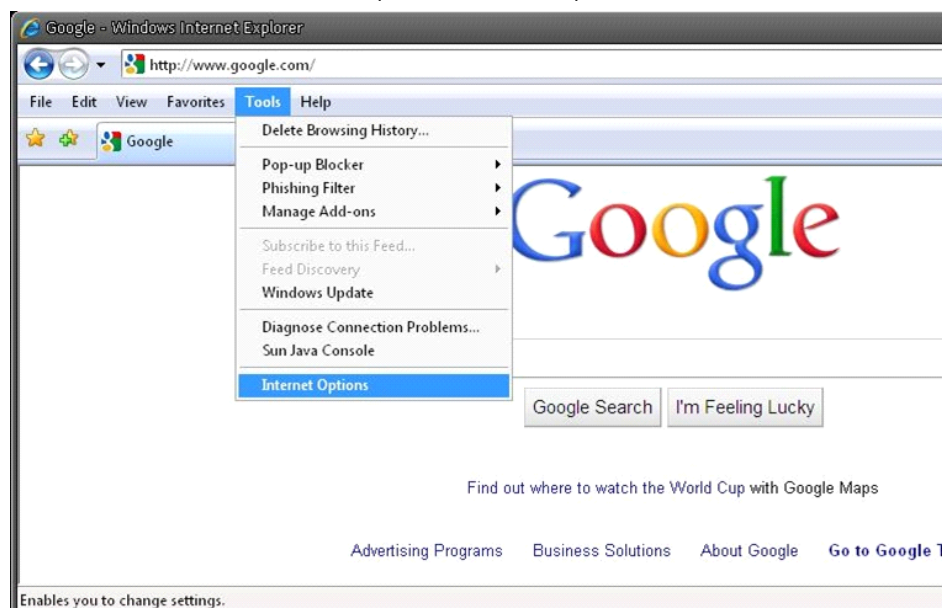 Google - Windows Internet Explorer
http://www.google.com/
File Edit View Favorites Tools Help
Google
Delete Browsing History...
Pop-up Blocker
Phishing Filter
Manage Add-ons
Subscribe to this Feed...
Feed Discovery
Windows Update
Diagnose Connection Problems...
Sun Java Console
Internet Options
Google
Google Search I'm Feeling Lucky
Find out where to watch the World Cup with Google Maps
Advertising Programs Business Solutions About Google Go to Google
Enables you to change settings.